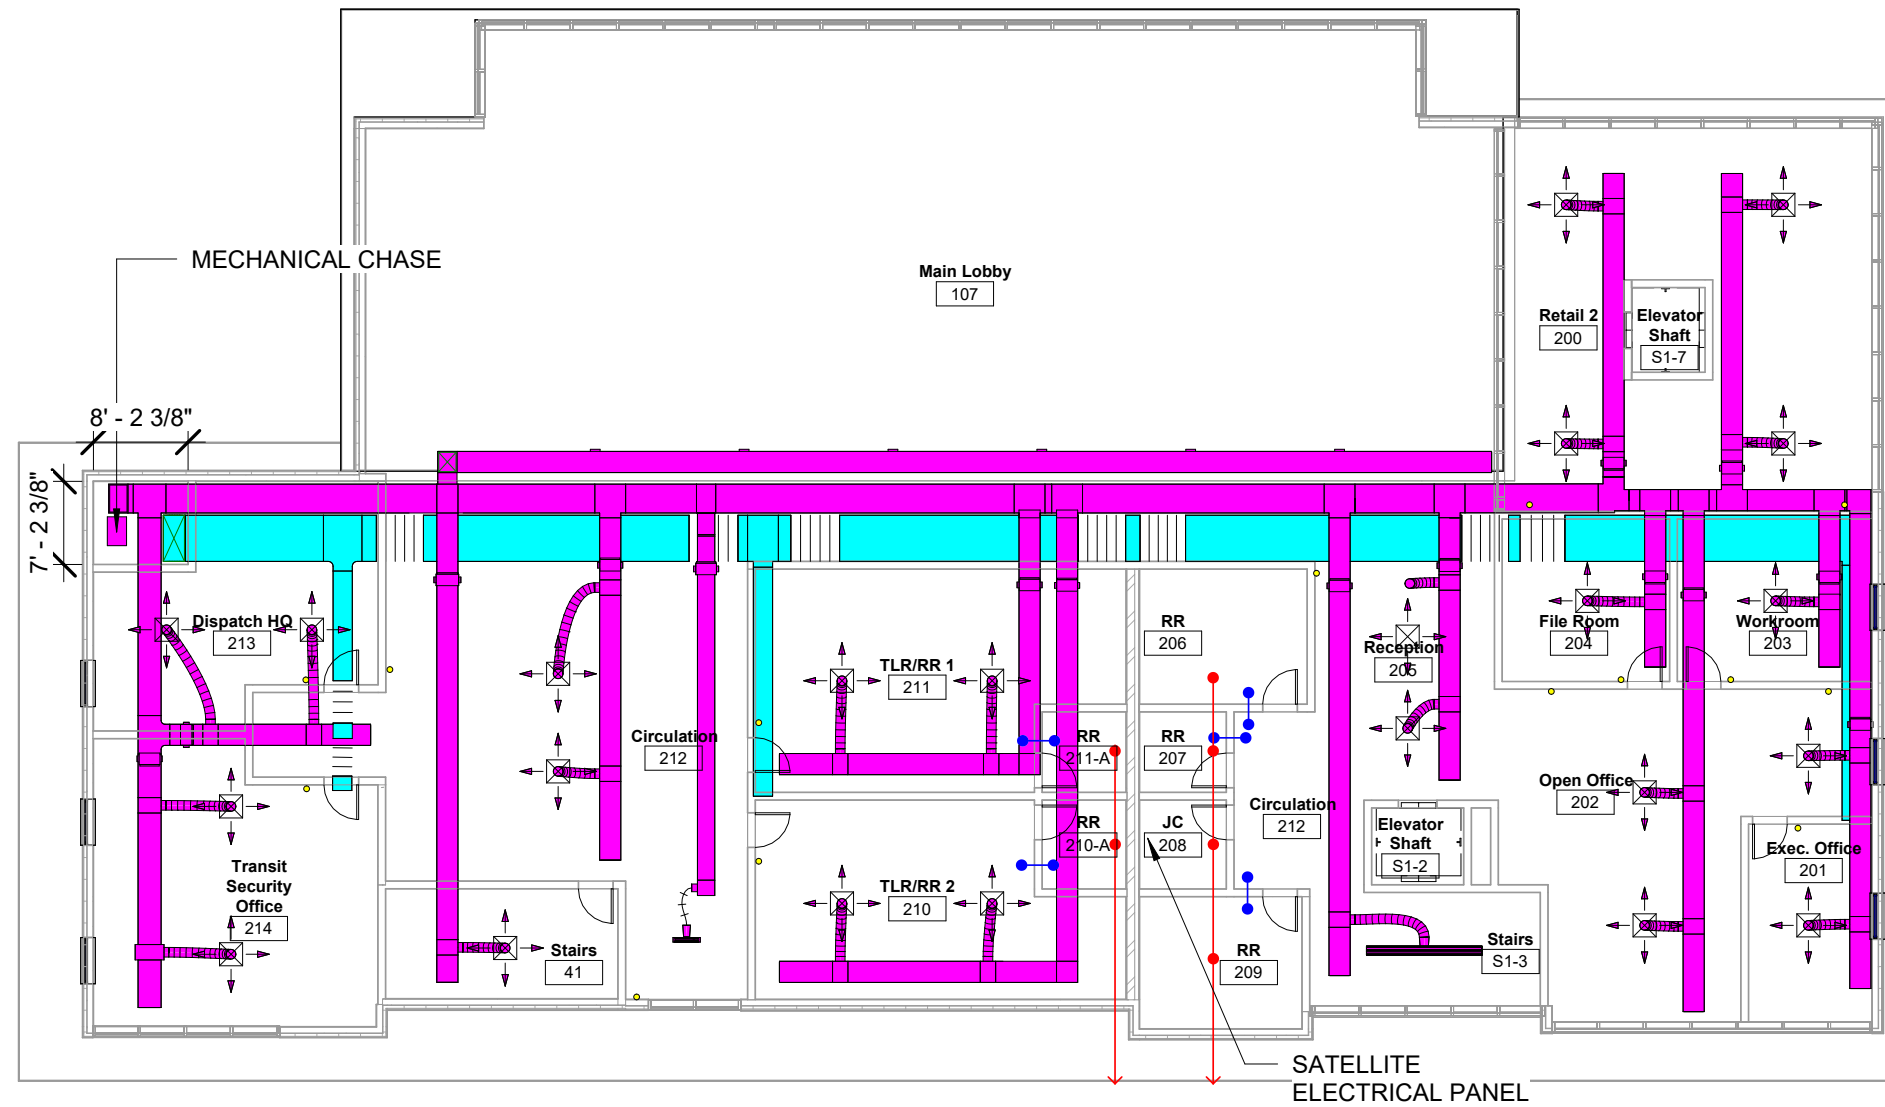 MECHANICAL CHASE
Main Lobby
107
Retail 2
200
Elevator
Shaft
S1-7
8' - 2 3/8"
7' - 2 3/8"
Dispatch HQ
213
TLR/RR 1
211
RR
206
Reception
205
File Room
204
Workroom
203
Circulation
212
RR
211-A
RR
207
Open Office
202
Circulation
212
RR
210-A
JC
208
Elevator
Shaft
S1-2
Exec. Office
201
Transit
Security
Office
214
TLR/RR 2
210
Stairs
41
RR
209
Stairs
S1-3
SATELLITE
ELECTRICAL PANEL